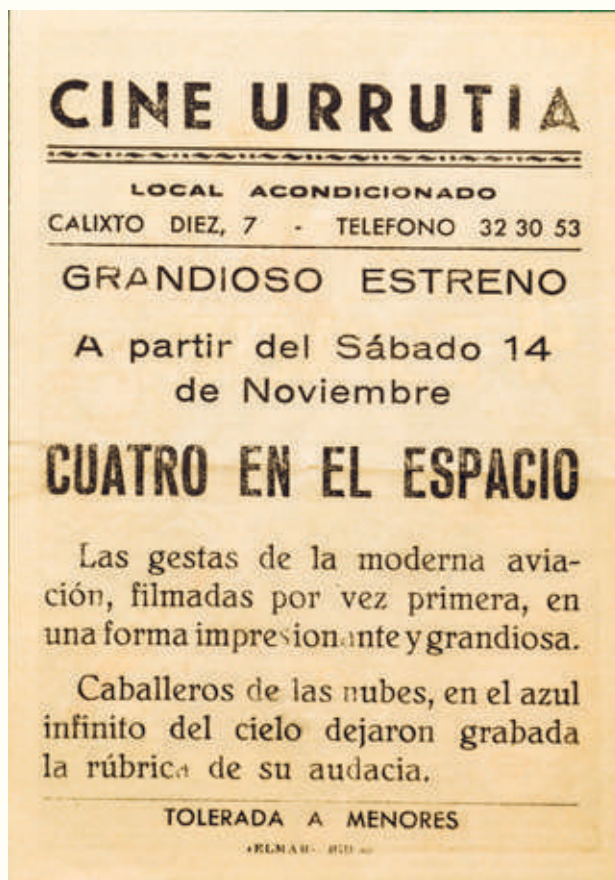 CINE URRUTIA
LOCAL ACONDICIONADO
CALIXTO DIEZ, 7 - TELEFONO 32 30 53
GRANDIOSO ESTRENO
A partir del Sábado 14
de Noviembre
CUATRO EN EL ESPACIO
Las gestas de la moderna avia-
ción, filmadas por vez primera, en
una forma impresionante y grandiosa.
Caballeros de las nubes, en el azul
infinito del cielo dejaron grabada
la rúbrica de su audacia.
TOLERADA A MENORES